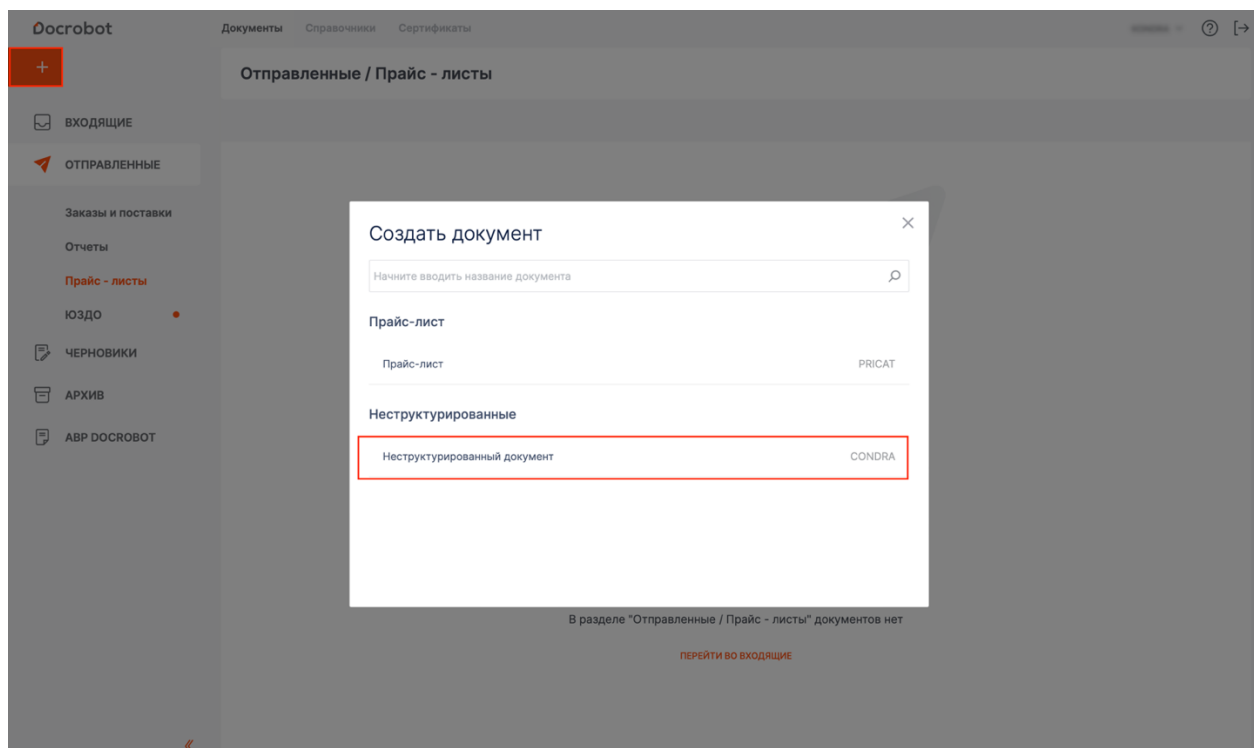 Docrobot
Документы Справочники Сертификаты
Отправленные / Прайс - листы
ВХОДЯЩИЕ
ОТПРАВЛЕННЫЕ
Заказы и поставки
Отчеты
Прайс - листы
ЮЗДО
ЧЕРНОВИКИ
АРХИВ
АВР DOCROBOT
Создать документ
Начните вводить название документа
Прайс-лист
Прайс-лист PRICAT
Неструктурированные
Неструктурированный документ CONDRA
В разделе "Отправленные / Прайс - листы" документов нет
ПЕРЕЙТИ ВО ВХОДЯЩИЕ